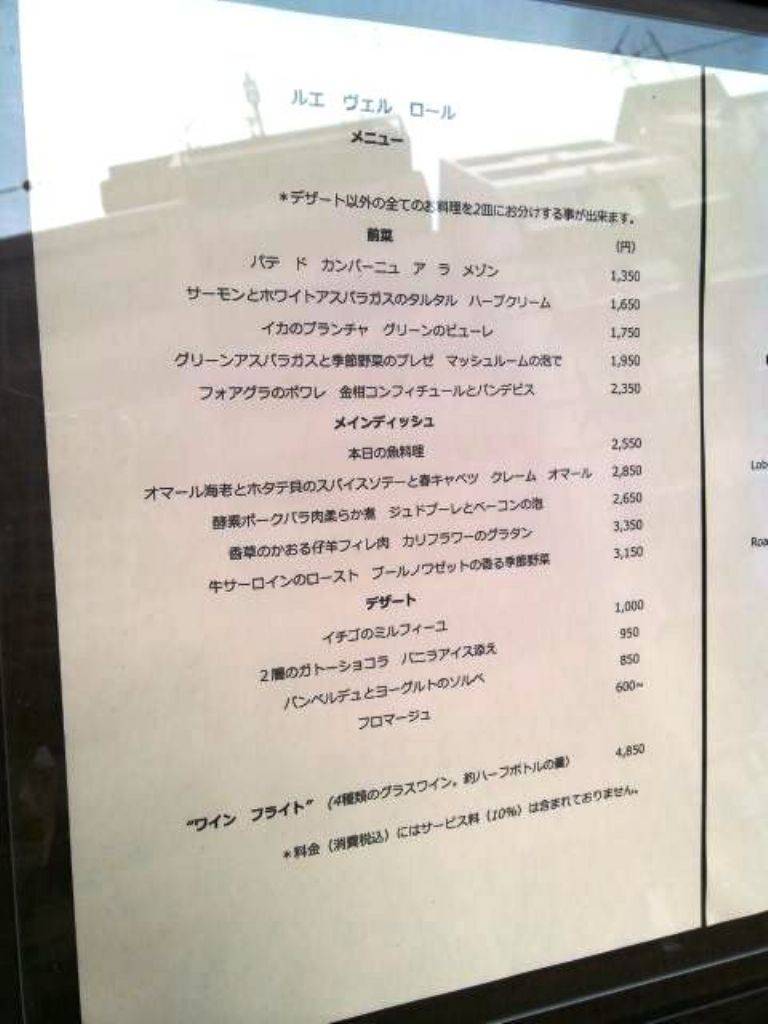 ルエ ヴェル ロール
メニュー
＊デザート以外の全てのお料理を2皿にお分けする事が出来ます。
前菜 (円)
パテ ド カンパーニュ ア ラ メゾン 1,350
サーモンとホワイトアスパラガスのタルタル ハーブクリーム 1,650
イカのプランチャ グリーンのピューレ 1,750
グリーンアスパラガスと季節野菜のブレゼ マッシュルームの泡で 1,950
フォアグラのポワレ 金柑コンフィチュールとパンデピス 2,350
メインディッシュ
本日の魚料理 2,550
オマール海老とホタテ貝のスパイスソテーと春キャベツ クレーム オマール 2,850
酵素ポークバラ肉柔らか煮 ジュドブーレとベーコンの泡 2,650
香草のかおる仔羊フィレ肉 カリフラワーのグラタン 3,350
牛サーロインのロースト ブールノワゼットの香る季節野菜 3,150
デザート
イチゴのミルフィーユ 1,000
２層のガトーショコラ バニラアイス添え 950
パンペルデュとヨーグルトのソルベ 850
フロマージュ 600~
“ワイン フライト” (4種類のグラスワイン。約ハーフボトルの量) 4,850
＊料金（消費税込）にはサービス料（10%）は含まれておりません。
Lob
Roa